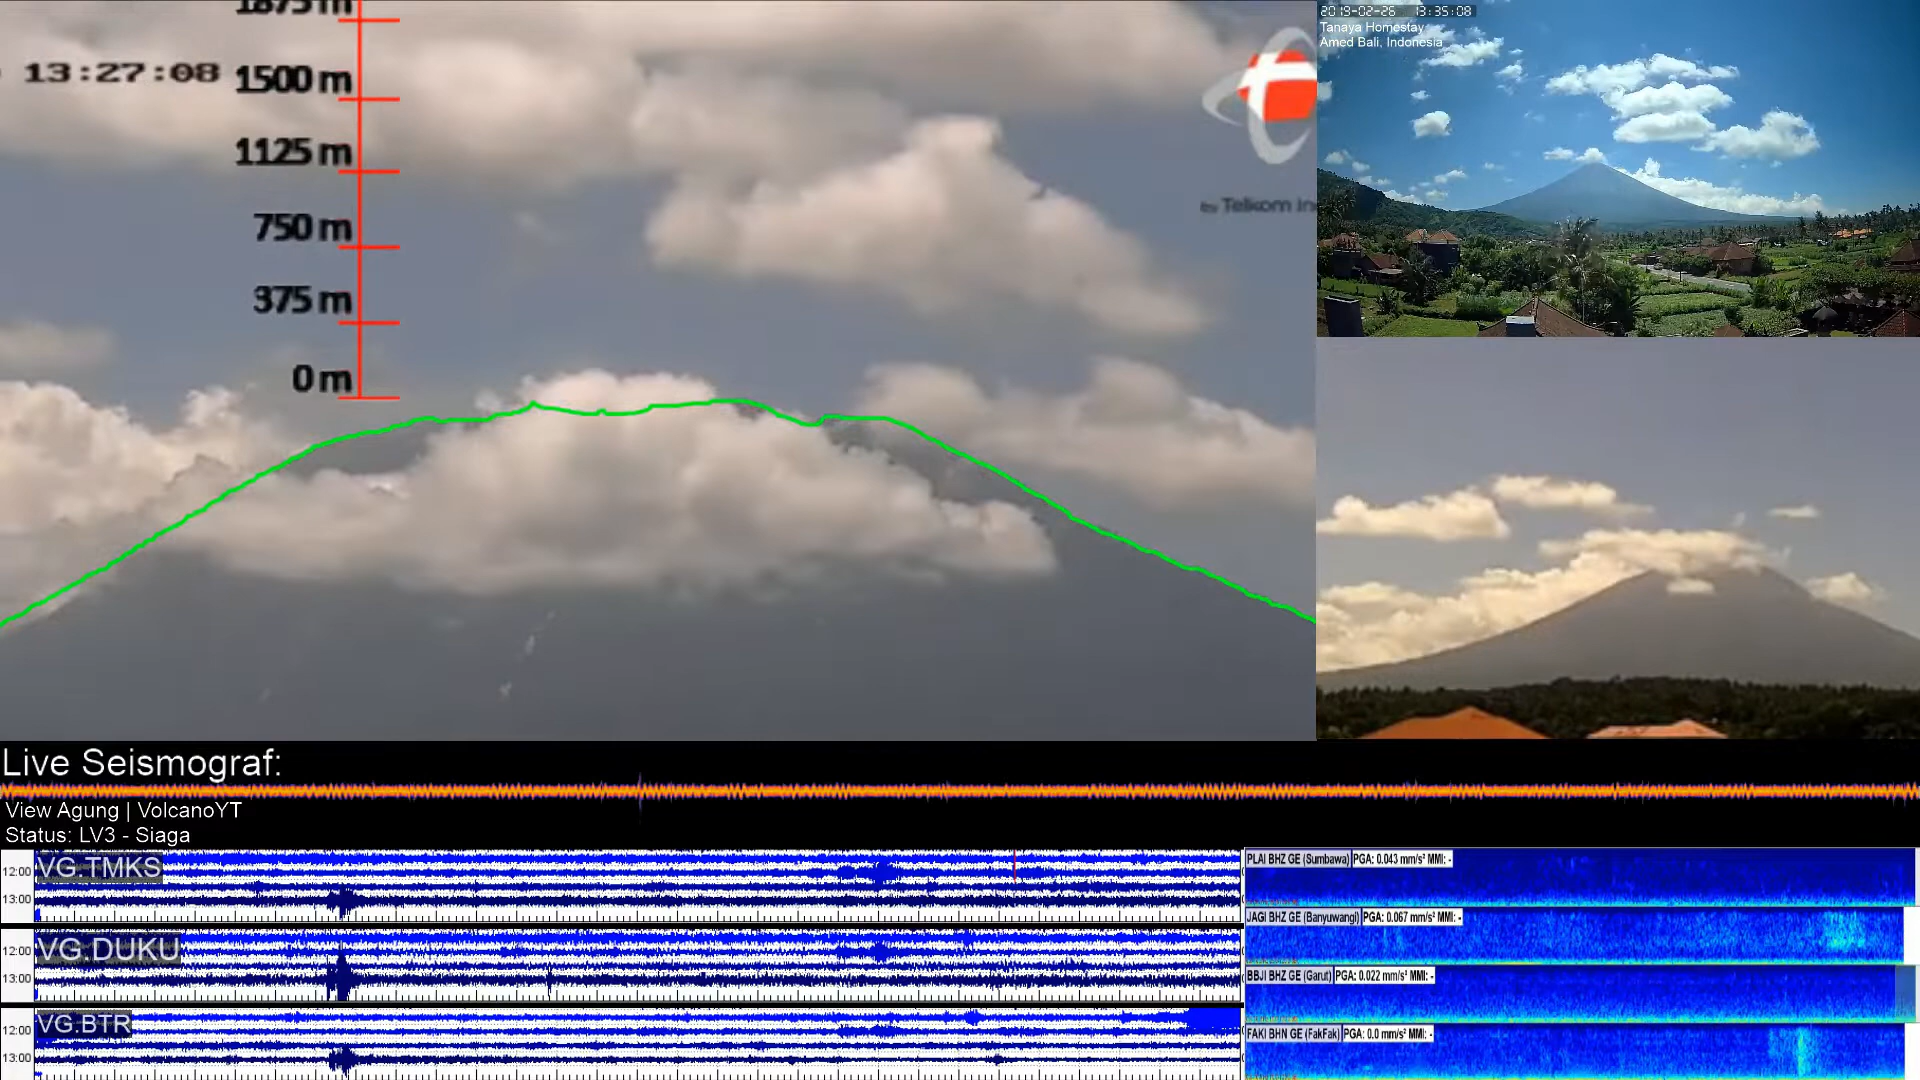 1875 m
13:27:08
1500 m
1125 m
750 m
375 m
0 m
by Telkom In
2019-02-26 13:35:08
Tanaya Homestay
Amed Bali, Indonesia
Live Seismograf:
View Agung | VolcanoYT
Status: LV3 - Siaga
VG.TMKS
12:00
13:00
VG.DUKU
12:00
13:00
VG.BTR
12:00
13:00
PLAI BHZ GE (Sumbawa) PGA: 0.043 mm/s² MMI: -
JAGI BHZ GE (Banyuwangi) PGA: 0.067 mm/s² MMI: -
BBJI BHZ GE (Garut) PGA: 0.022 mm/s² MMI: -
FAKI BHN GE (FakFak) PGA: 0.0 mm/s² MMI: -